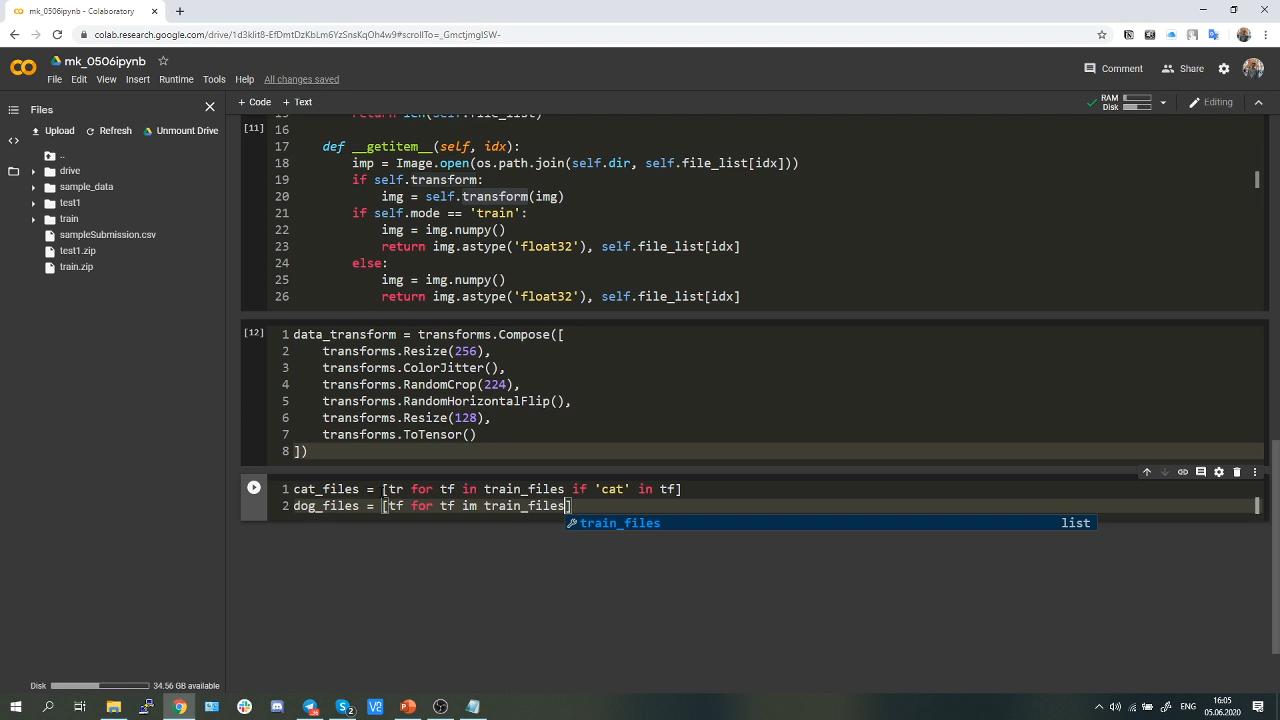 mk_0506ipynb - Colaboratory
colab.research.google.com/drive/1d3klit8-EfDmtDzKbLm6YzSnsKqOh4w9#scrollTo=_GmctjmgISW-
mk_0506ipynb
File Edit View Insert Runtime Tools Help All changes saved
Comment Share
Files
+ Code + Text
RAM
Disk
Editing
Upload Refresh Unmount Drive
..
drive
sample_data
test1
train
sampleSubmission.csv
test1.zip
train.zip
15 return len(self.file_list)
[11] 16
17 def __getitem__(self, idx):
18 imp = Image.open(os.path.join(self.dir, self.file_list[idx]))
19 if self.transform:
20 img = self.transform(img)
21 if self.mode == 'train':
22 img = img.numpy()
23 return img.astype('float32'), self.file_list[idx]
24 else:
25 img = img.numpy()
26 return img.astype('float32'), self.file_list[idx]
[12] 1 data_transform = transforms.Compose([
2 transforms.Resize(256),
3 transforms.ColorJitter(),
4 transforms.RandomCrop(224),
5 transforms.RandomHorizontalFlip(),
6 transforms.Resize(128),
7 transforms.ToTensor()
8 ])
1 cat_files = [tr for tf in train_files if 'cat' in tf]
2 dog_files = [tf for tf im train_files]
train_files list
Disk 34.56 GB available
16:05
ENG
05.06.2020